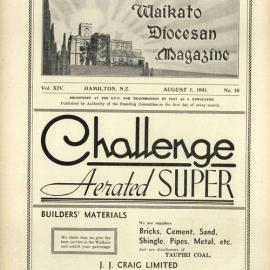 Waikato
Diocesan
Magazine
Vol. XIV.
HAMILTON, N.Z.
AUGUST 1, 1941.
No. 10
REGISTERED AT THE G.P.O. FOR TRANSMISSION BY POST AS A NEWSPAPER
Published by Authority of the Standing Committee on the first day of every month.
Challenge
Aerated SUPER
BUILDERS' MATERIALS
We claim that we give the
best service in the Waikato
and solicit your patronage
We are suppliers
Bricks, Cement, Sand,
Shingle, Pipes, Metal, etc.
And are distributors of
TAUPIRI COAL.
J. J. CRAIG LIMITED